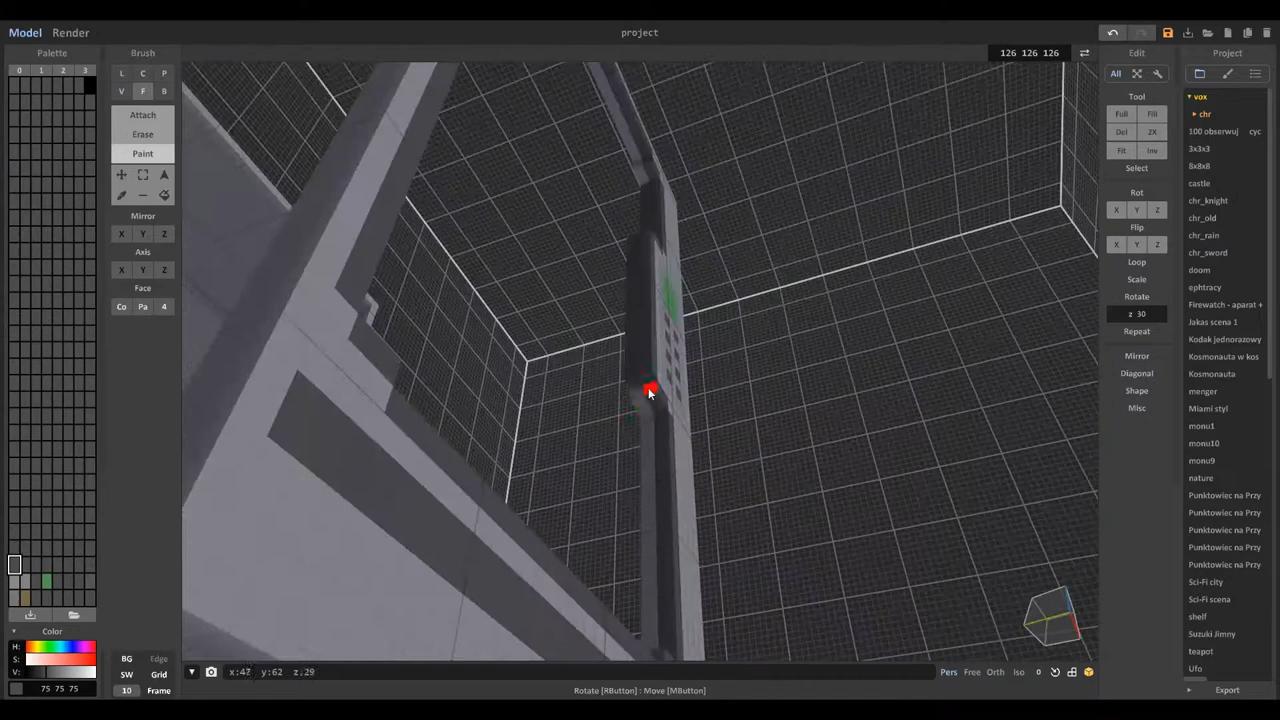 Model Render project
Palette Brush 126 126 126 Edit Project
0 1 2 3 L C P All
V F B vox
Attach Tool chr
Erase Full Fill 100 obserwuj cyc
Paint Del 2X 3x3x3
Fit Inv 8x8x8
Select castle
Mirror Rot chr_knight
X Y Z X Y Z chr_old
Axis Flip chr_rain
X Y Z X Y Z chr_sword
Face Loop doom
Co Pa 4 Scale ephtracy
Rotate Firewatch - aparat +
z 30 Jakas scena 1
Repeat Kodak jednorazowy
Mirror Kosmonauta w kos
Diagonal Kosmonauta
Shape menger
Misc Miami styl
monu1
monu10
monu9
nature
Punktowiec na Przy
Punktowiec na Przy
Punktowiec na Przy
Punktowiec na Przy
Punktowiec na Przy
Sci-Fi city
Sci-Fi scena
shelf
Color Suzuki Jimny
H: teapot
S: BG Edge Ufo
V: SW Grid x:47 y:62 z:29 Pers Free Orth Iso 0
75 75 75 10 Frame Rotate [RButton] : Move [MButton] Export